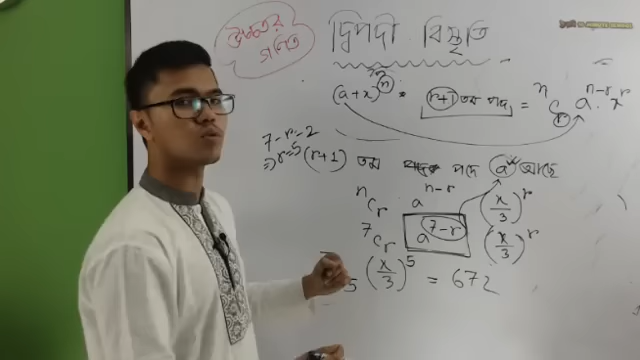 উচ্চতর
গণিত
দ্বিপদী বিস্তৃতি
(a+x)ⁿ = (r+1) তম পদ = ⁿCᵣ aⁿ⁻ʳ · xʳ
7-r=2
⇒r=5 (r+1) তম পদে a আছে
ⁿCᵣ aⁿ⁻ʳ (x/3)ʳ
⁷Cᵣ a⁷⁻ʳ (x/3)ʳ
5 (x/3)⁵ = 672